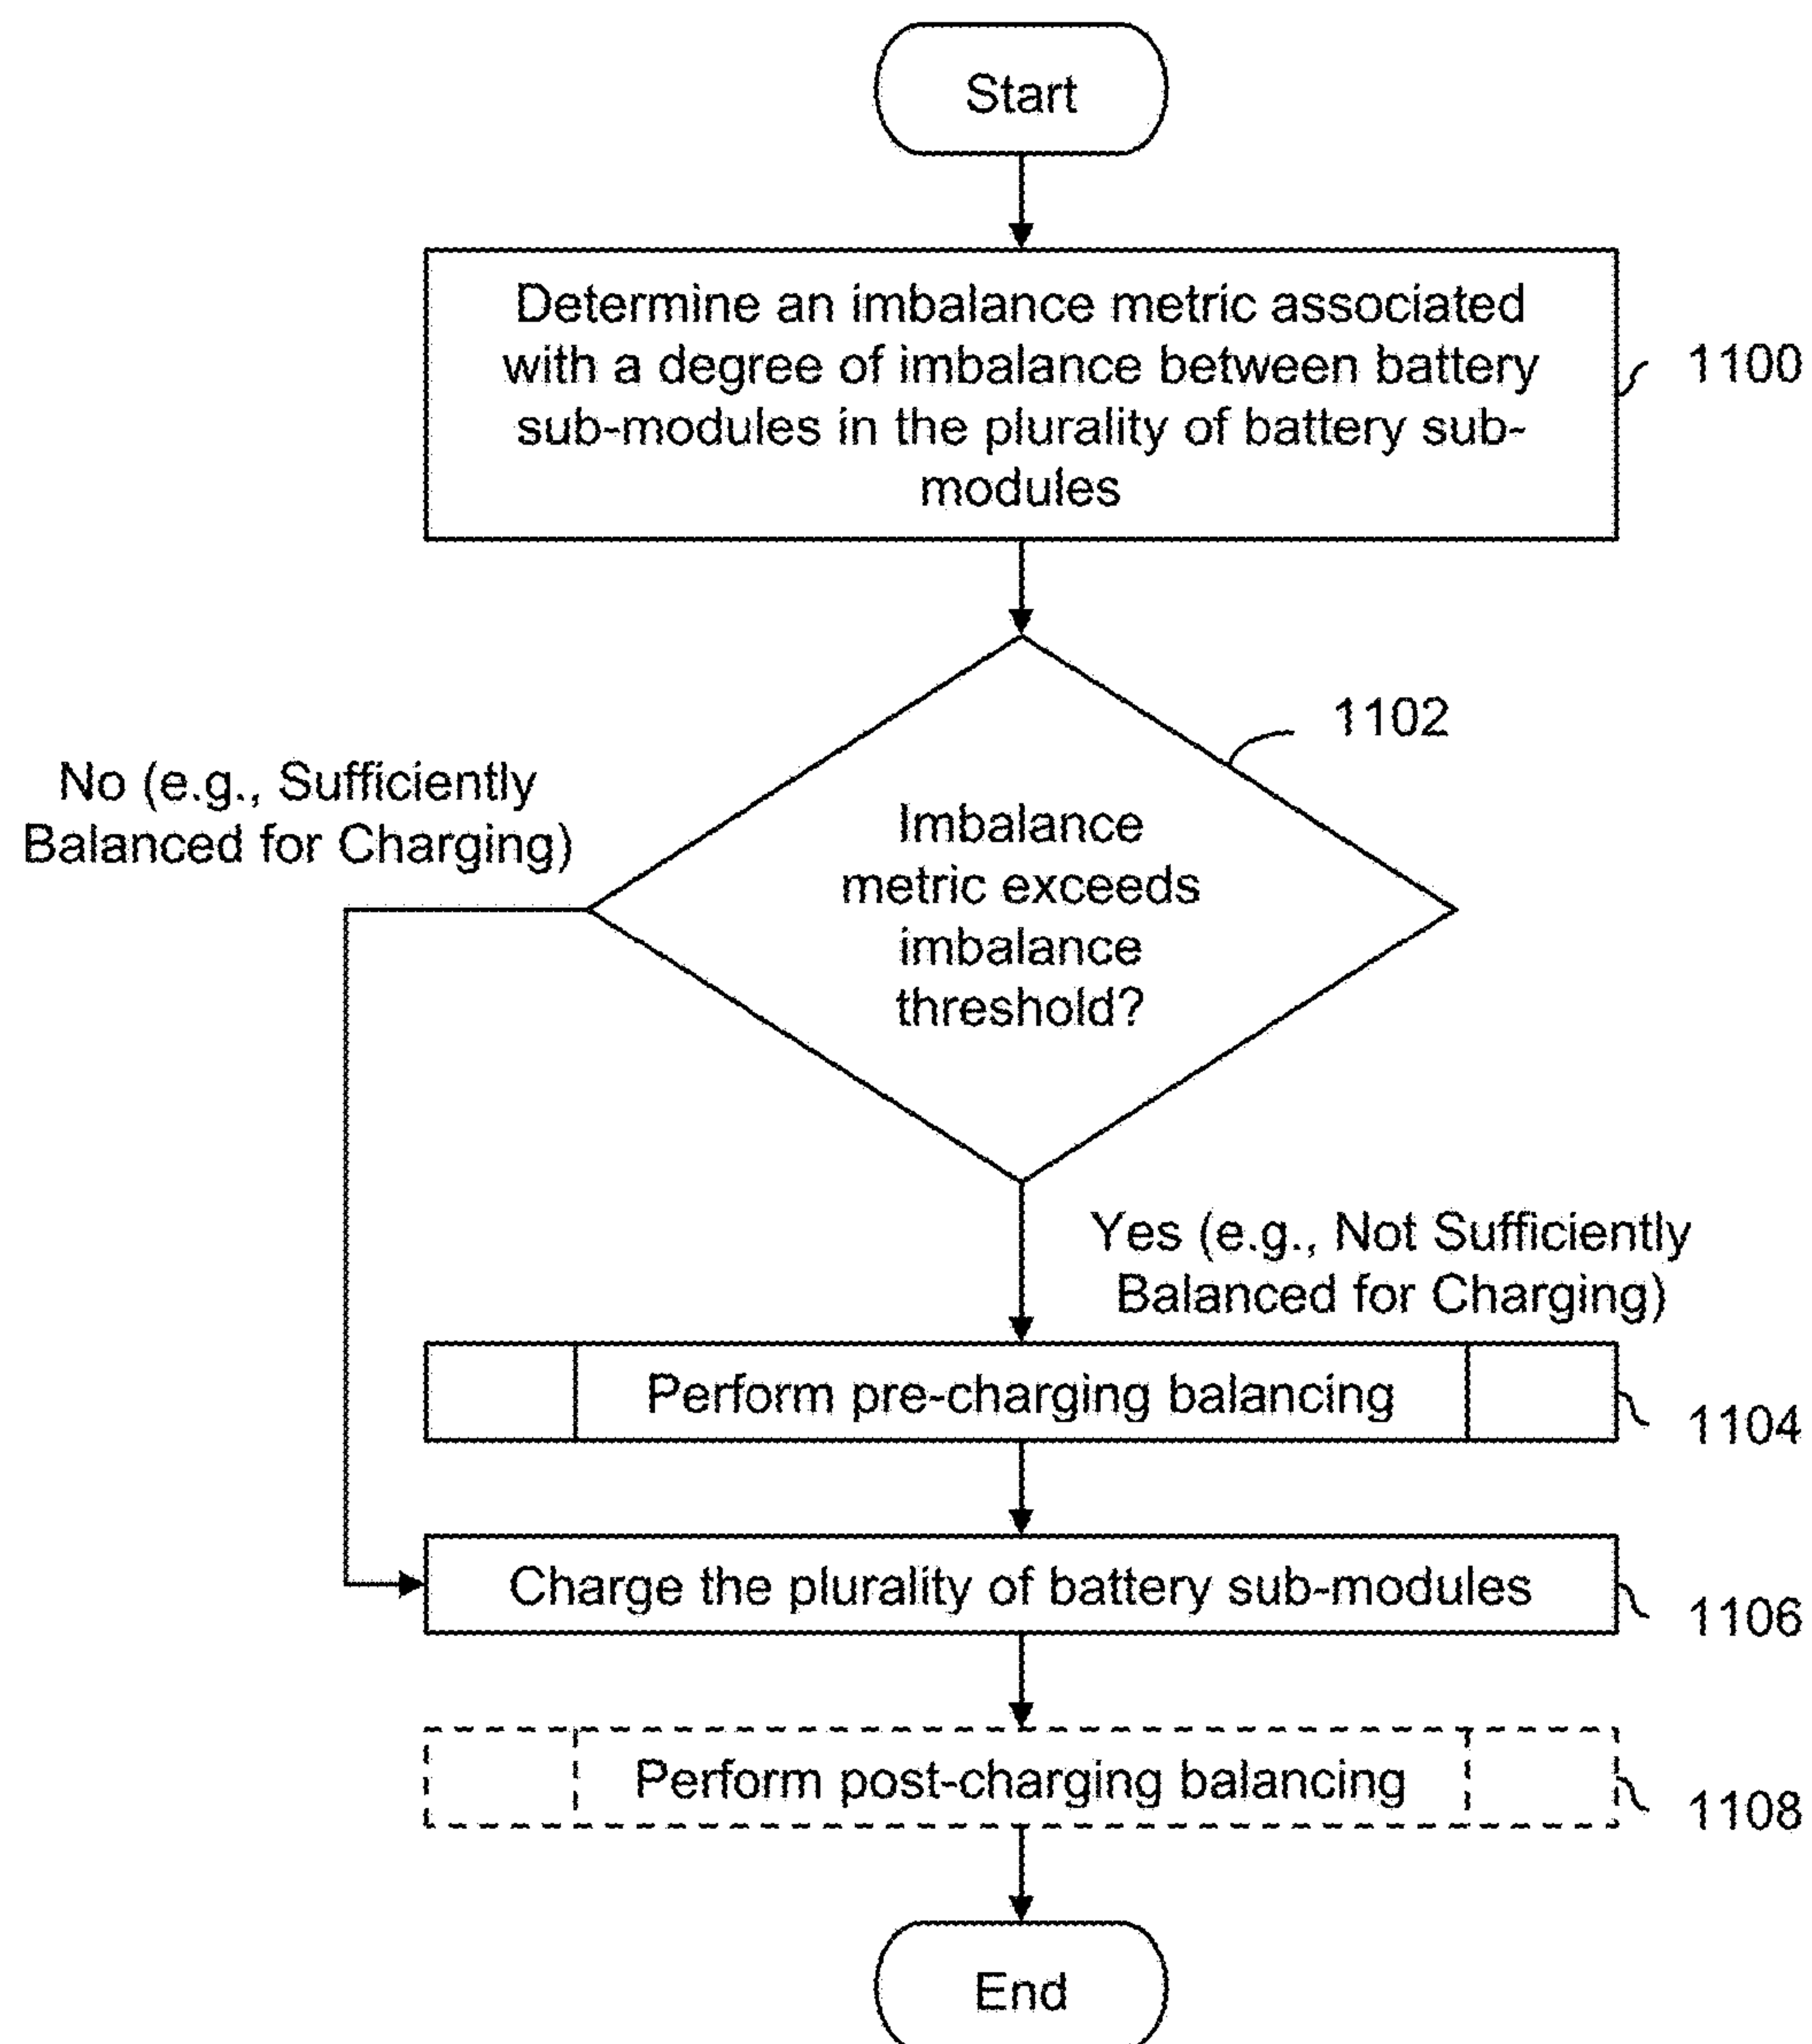 Start
Determine an imbalance metric associated
with a degree of imbalance between battery
sub-modules in the plurality of battery sub-
modules
1100
1102
No (e.g., Sufficiently
Balanced for Charging)
Imbalance
metric exceeds
imbalance
threshold?
Yes (e.g., Not Sufficiently
Balanced for Charging)
Perform pre-charging balancing
1104
Charge the plurality of battery sub-modules
1106
Perform post-charging balancing
1108
End